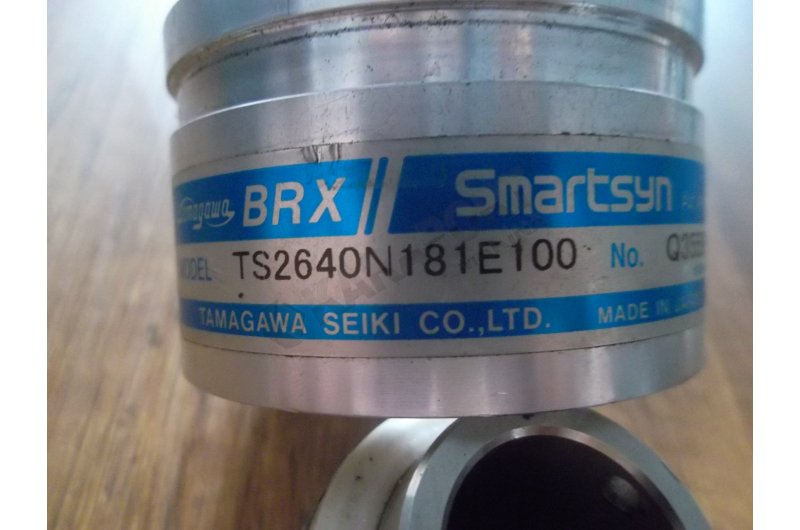 Tamagawa BRX Smartsyn
MODEL TS2640N181E100 No.
TAMAGAWA SEIKI CO.,LTD. MADE IN